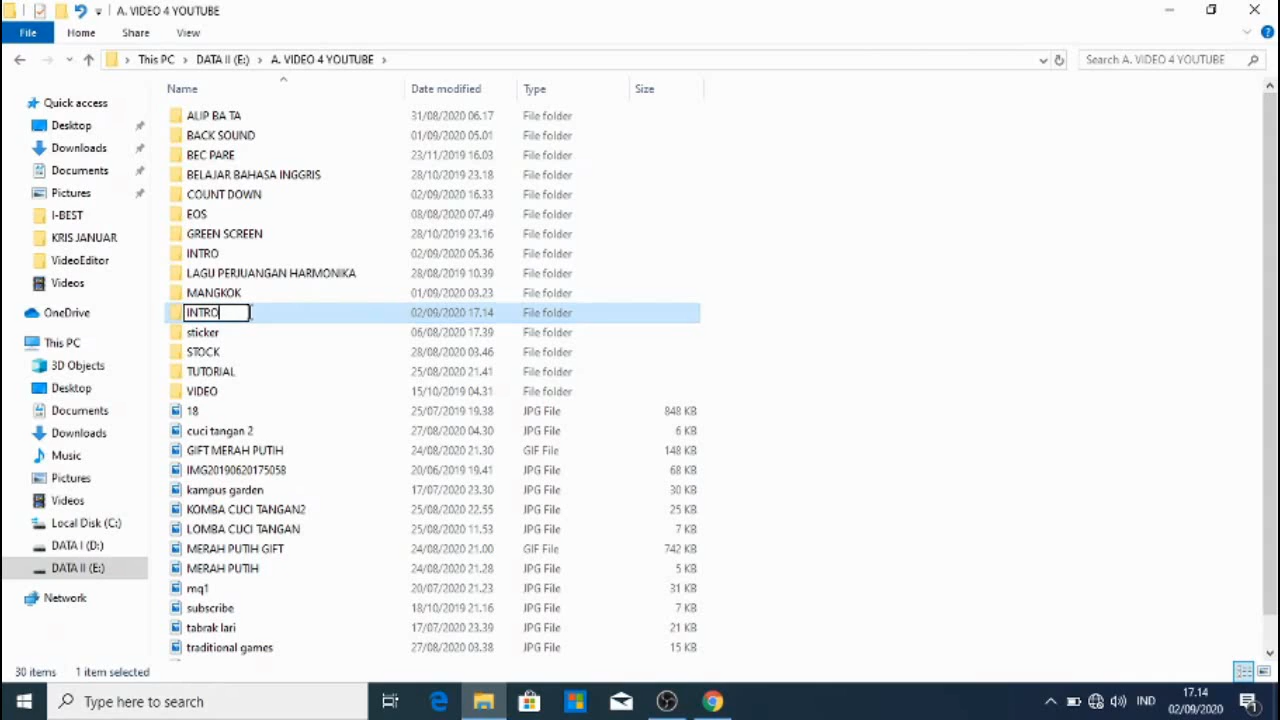 A. VIDEO 4 YOUTUBE
File Home Share View
This PC DATA II (E:) A. VIDEO 4 YOUTUBE Search A. VIDEO 4 YOUTUBE
Name Date modified Type Size
Quick access
Desktop
Downloads
Documents
Pictures
I-BEST
KRIS JANUAR
VideoEditor
Videos
OneDrive
This PC
3D Objects
Desktop
Documents
Downloads
Music
Pictures
Videos
Local Disk (C:)
DATA I (D:)
DATA II (E:)
Network
ALIP BA TA 31/08/2020 06.17 File folder
BACK SOUND 01/09/2020 05.01 File folder
BEC PARE 23/11/2019 16.03 File folder
BELAJAR BAHASA INGGRIS 28/10/2019 23.18 File folder
COUNT DOWN 02/09/2020 16.33 File folder
EOS 08/08/2020 07.49 File folder
GREEN SCREEN 28/10/2019 23.16 File folder
INTRO 02/09/2020 05.36 File folder
LAGU PERJUANGAN HARMONIKA 28/08/2019 10.39 File folder
MANGKOK 01/09/2020 03.23 File folder
INTRO 02/09/2020 17.14 File folder
sticker 06/08/2020 17.39 File folder
STOCK 28/08/2020 03.46 File folder
TUTORIAL 25/08/2020 21.41 File folder
VIDEO 15/10/2019 04.31 File folder
18 25/07/2019 19.38 JPG File 848 KB
cuci tangan 2 27/08/2020 04.30 JPG File 6 KB
GIFT MERAH PUTIH 24/08/2020 21.30 GIF File 148 KB
IMG20190620175058 20/06/2019 19.41 JPG File 68 KB
kampus garden 17/07/2020 23.30 JPG File 30 KB
KOMBA CUCI TANGAN2 25/08/2020 22.55 JPG File 25 KB
LOMBA CUCI TANGAN 25/08/2020 11.53 JPG File 7 KB
MERAH PUTIH GIFT 24/08/2020 21.00 GIF File 742 KB
MERAH PUTIH 24/08/2020 21.28 JPG File 5 KB
mq1 20/07/2020 21.23 JPG File 31 KB
subscribe 18/10/2019 21.16 JPG File 7 KB
tabrak lari 17/07/2020 23.39 JPG File 21 KB
traditional games 27/08/2020 03.38 JPG File 15 KB
30 items 1 item selected
Type here to search
IND
17.14
02/09/2020
1